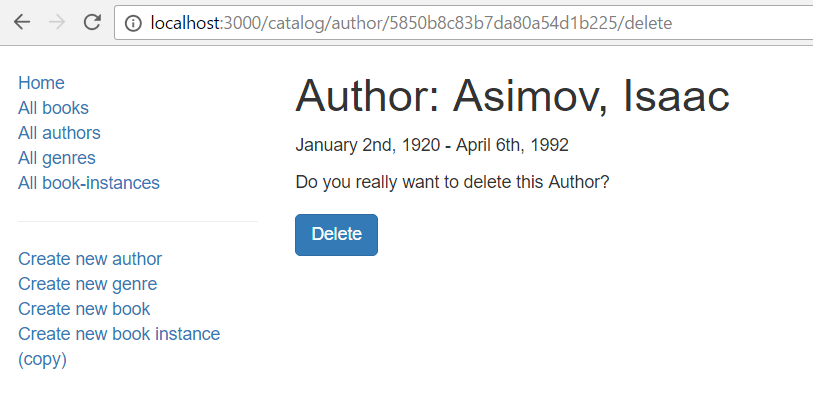 localhost:3000/catalog/author/5850b8c83b7da80a54d1b225/delete
Home
All books
All authors
All genres
All book-instances
Create new author
Create new genre
Create new book
Create new book instance
(copy)
Author: Asimov, Isaac
January 2nd, 1920 - April 6th, 1992
Do you really want to delete this Author?
Delete